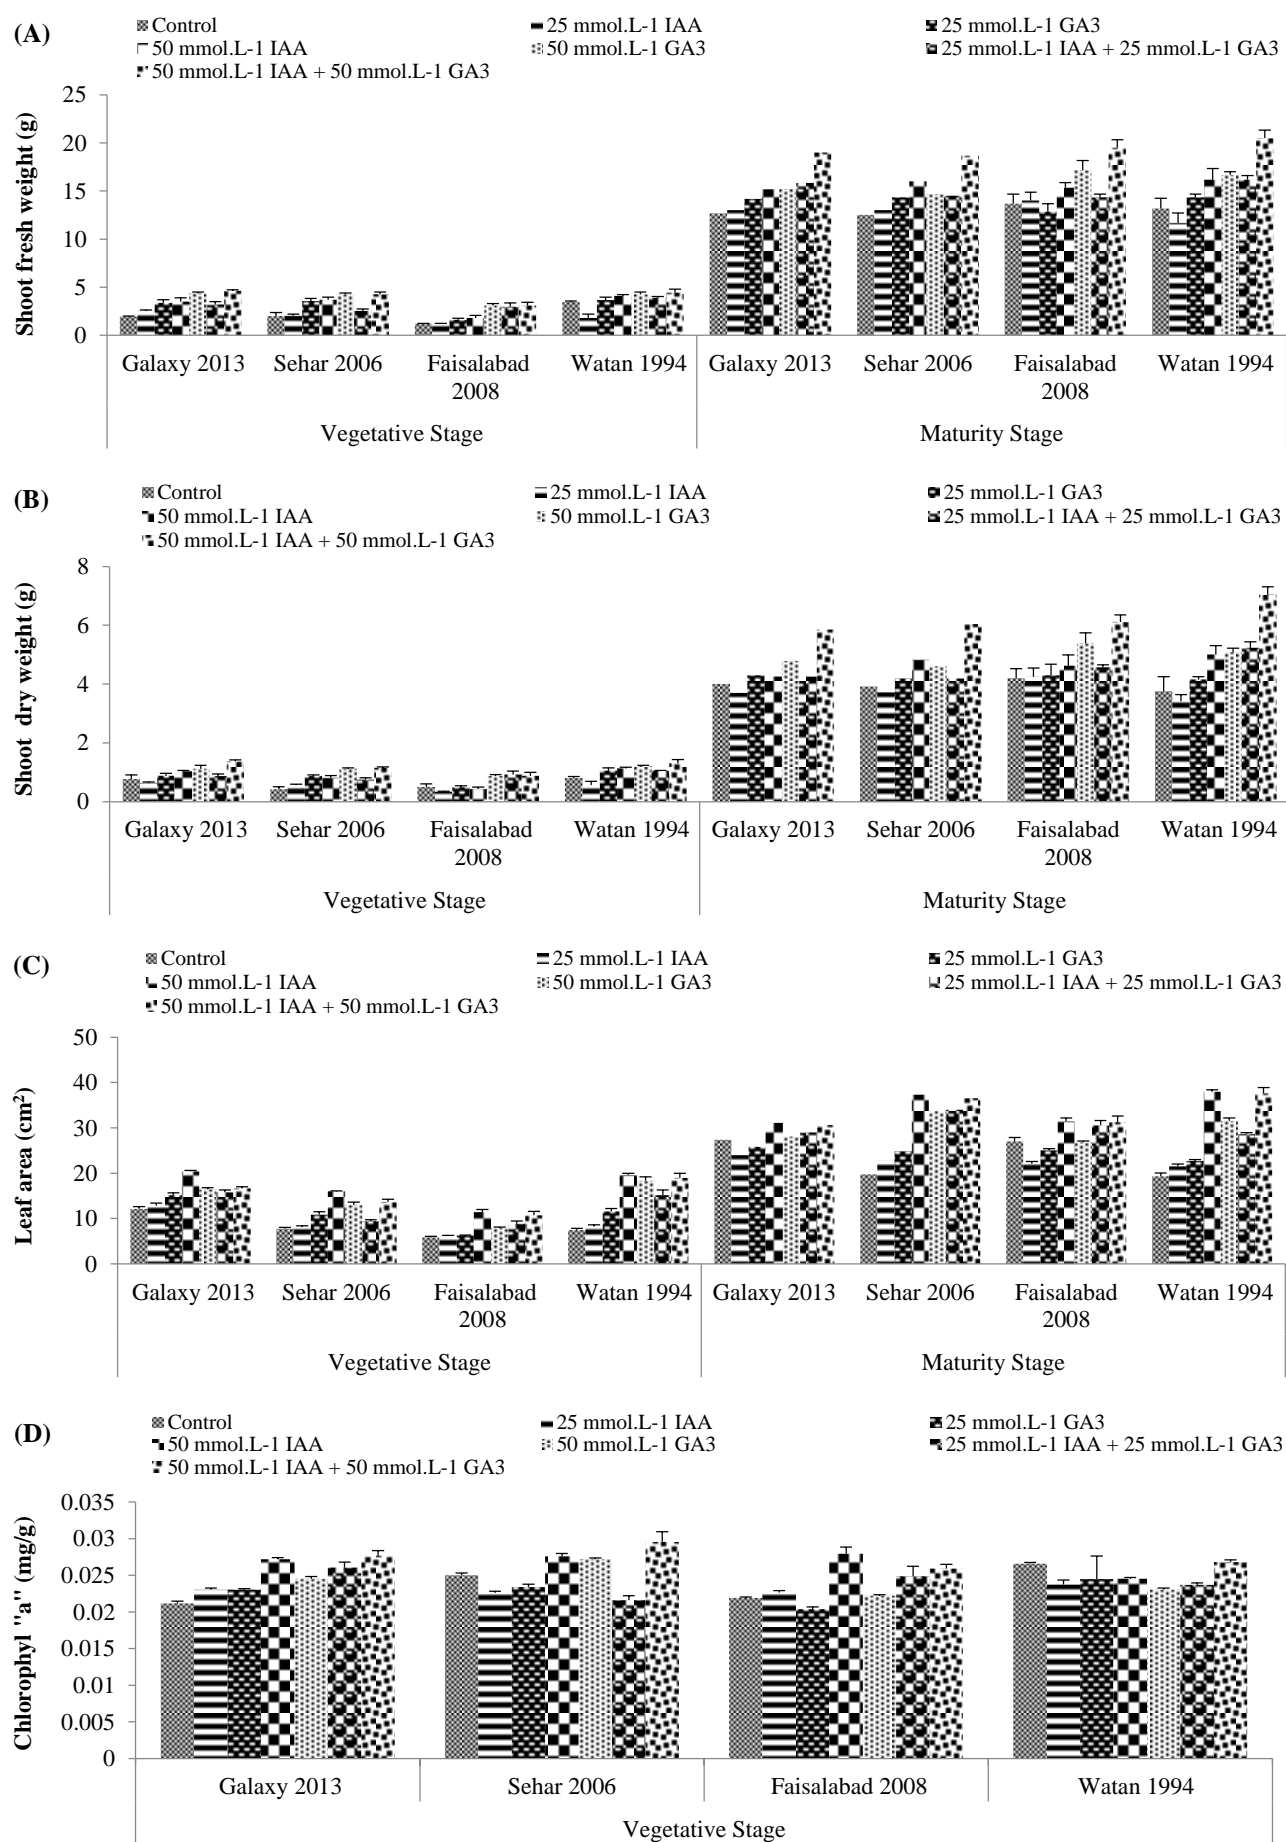 (A)
Control
25 mmol.L-1 IAA
25 mmol.L-1 GA3
50 mmol.L-1 IAA
50 mmol.L-1 GA3
25 mmol.L-1 IAA + 25 mmol.L-1 GA3
50 mmol.L-1 IAA + 50 mmol.L-1 GA3
Shoot fresh weight (g)
25
20
15
10
5
0
Galaxy 2013
Sehar 2006
Faisalabad
2008
Watan 1994
Galaxy 2013
Sehar 2006
Faisalabad
2008
Watan 1994
Vegetative Stage
Maturity Stage
(B)
Control
25 mmol.L-1 IAA
25 mmol.L-1 GA3
50 mmol.L-1 IAA
50 mmol.L-1 GA3
25 mmol.L-1 IAA + 25 mmol.L-1 GA3
50 mmol.L-1 IAA + 50 mmol.L-1 GA3
Shoot dry weight (g)
8
6
4
2
0
Galaxy 2013
Sehar 2006
Faisalabad
2008
Watan 1994
Galaxy 2013
Sehar 2006
Faisalabad
2008
Watan 1994
Vegetative Stage
Maturity Stage
(C)
Control
25 mmol.L-1 IAA
25 mmol.L-1 GA3
50 mmol.L-1 IAA
50 mmol.L-1 GA3
25 mmol.L-1 IAA + 25 mmol.L-1 GA3
50 mmol.L-1 IAA + 50 mmol.L-1 GA3
Leaf area (cm²)
50
40
30
20
10
0
Galaxy 2013
Sehar 2006
Faisalabad
2008
Watan 1994
Galaxy 2013
Sehar 2006
Faisalabad
2008
Watan 1994
Vegetative Stage
Maturity Stage
(D)
Control
25 mmol.L-1 IAA
25 mmol.L-1 GA3
50 mmol.L-1 IAA
50 mmol.L-1 GA3
25 mmol.L-1 IAA + 25 mmol.L-1 GA3
50 mmol.L-1 IAA + 50 mmol.L-1 GA3
Chlorophyl "a" (mg/g)
0.035
0.03
0.025
0.02
0.015
0.01
0.005
0
Galaxy 2013
Sehar 2006
Faisalabad 2008
Watan 1994
Vegetative Stage